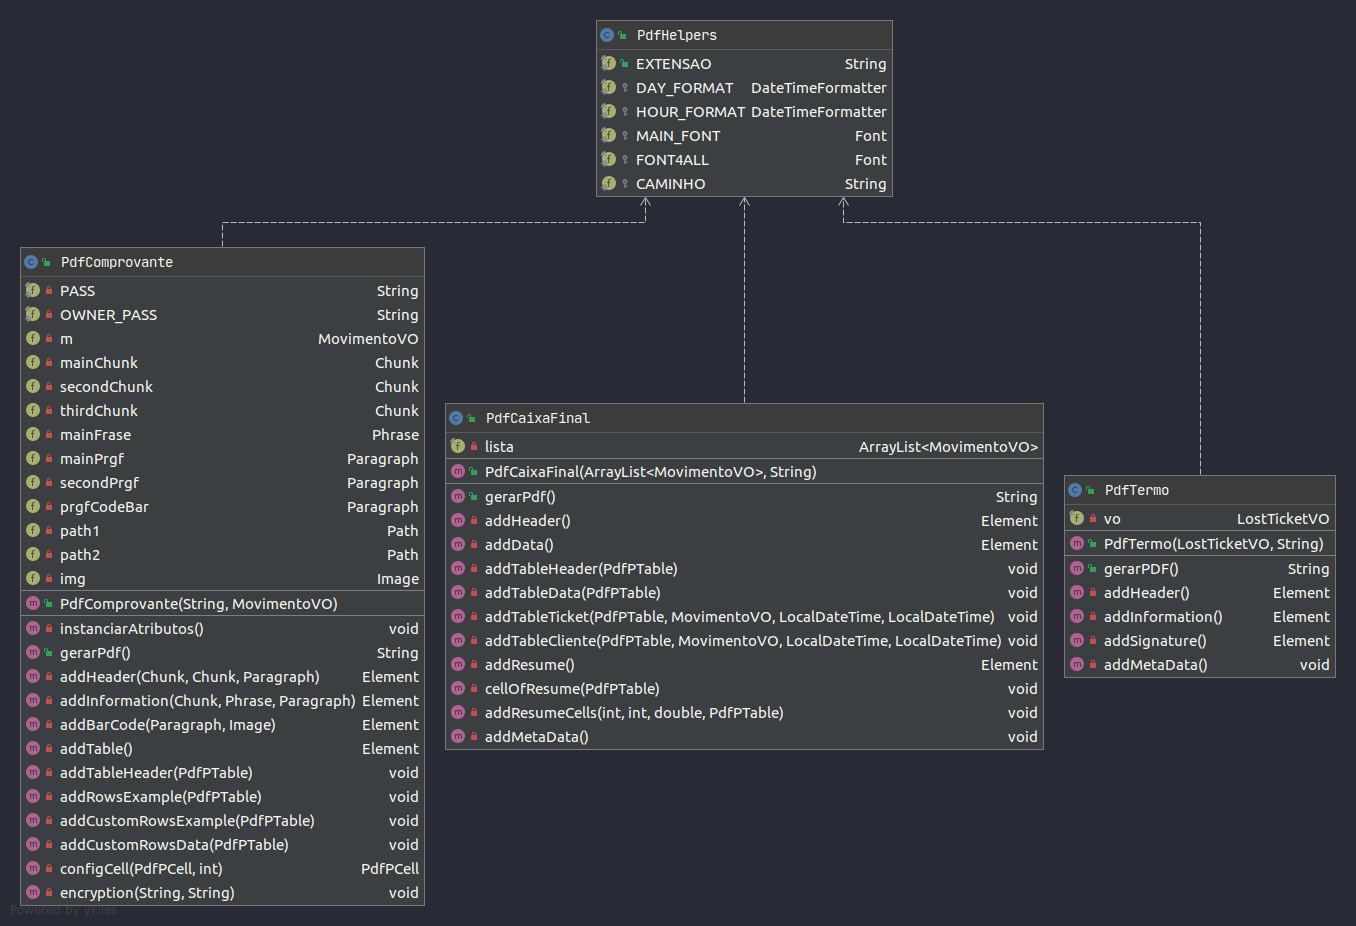 PdfHelpers
EXTENSAO String
DAY_FORMAT DateTimeFormatter
HOUR_FORMAT DateTimeFormatter
MAIN_FONT Font
FONT4ALL Font
CAMINHO String
PdfComprovante
PASS String
OWNER_PASS String
m MovimentoVO
mainChunk Chunk
secondChunk Chunk
thirdChunk Chunk
mainFrase Phrase
mainPrgf Paragraph
secondPrgf Paragraph
prgfCodeBar Paragraph
path1 Path
path2 Path
img Image
PdfComprovante(String, MovimentoVO)
instanciarAtributos() void
gerarPdf() String
addHeader(Chunk, Chunk, Paragraph) Element
addInformation(Chunk, Phrase, Paragraph) Element
addBarCode(Paragraph, Image) Element
addTable() Element
addTableHeader(PdfPTable) void
addRowsExample(PdfPTable) void
addCustomRowsExample(PdfPTable) void
addCustomRowsData(PdfPTable) void
configCell(PdfPCell, int) PdfPCell
encryption(String, String) void
PdfCaixaFinal
lista ArrayList<MovimentoVO>
PdfCaixaFinal(ArrayList<MovimentoVO>, String)
gerarPdf() String
addHeader() Element
addData() Element
addTableHeader(PdfPTable) void
addTableData(PdfPTable) void
addTableTicket(PdfPTable, MovimentoVO, LocalDateTime, LocalDateTime) void
addTableCliente(PdfPTable, MovimentoVO, LocalDateTime, LocalDateTime) void
addResume() Element
cellOfResume(PdfPTable) void
addResumeCells(int, int, double, PdfPTable) void
addMetaData() void
PdfTermo
vo LostTicketVO
PdfTermo(LostTicketVO, String)
gerarPDF() String
addHeader() Element
addInformation() Element
addSignature() Element
addMetaData() void
Powered by yFiles